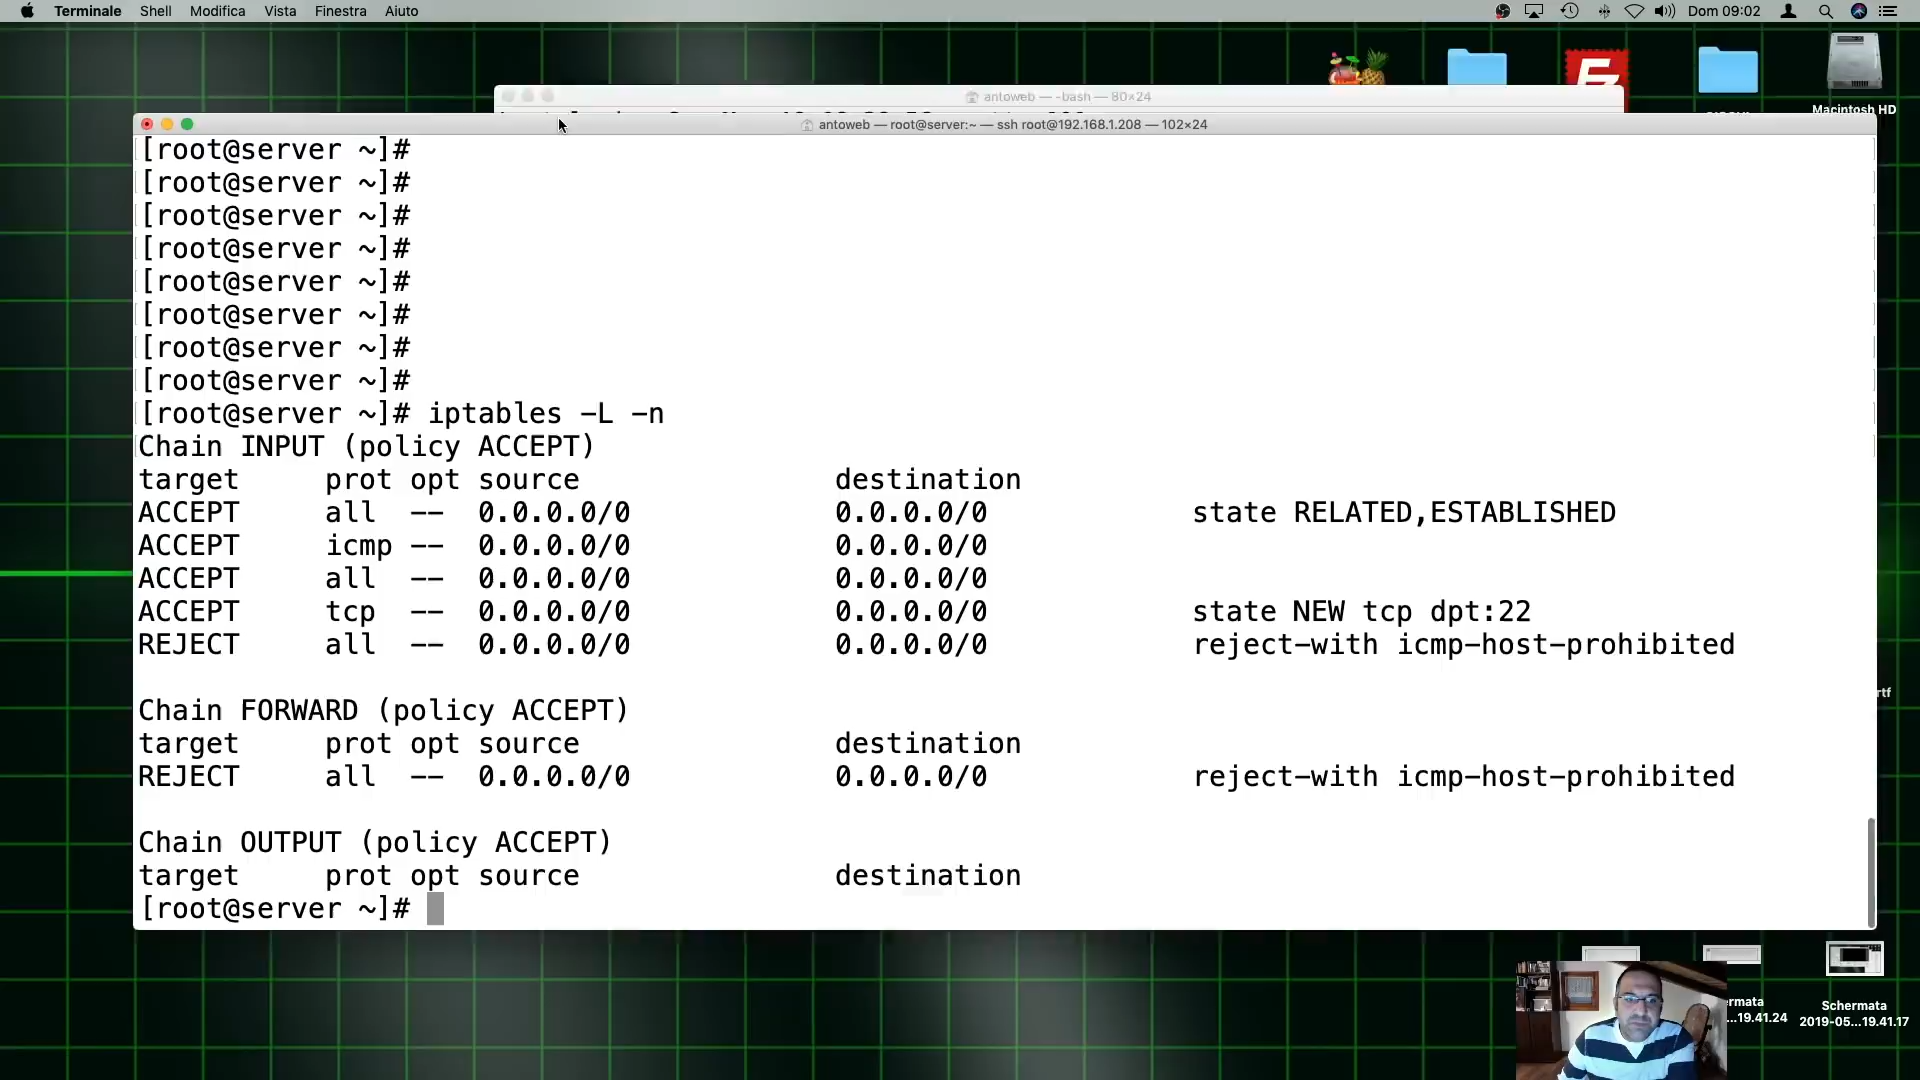 Terminale Shell Modifica Vista Finestra Aiuto Dom 09:02
antoweb — -bash — 80×24
Macintosh HD
antoweb — root@server:~ — ssh root@192.168.1.208 — 102×24
[root@server ~]#
[root@server ~]#
[root@server ~]#
[root@server ~]#
[root@server ~]#
[root@server ~]#
[root@server ~]#
[root@server ~]#
[root@server ~]# iptables -L -n
Chain INPUT (policy ACCEPT)
target prot opt source destination
ACCEPT all -- 0.0.0.0/0 0.0.0.0/0 state RELATED,ESTABLISHED
ACCEPT icmp -- 0.0.0.0/0 0.0.0.0/0
ACCEPT all -- 0.0.0.0/0 0.0.0.0/0
ACCEPT tcp -- 0.0.0.0/0 0.0.0.0/0 state NEW tcp dpt:22
REJECT all -- 0.0.0.0/0 0.0.0.0/0 reject-with icmp-host-prohibited
rtf
Chain FORWARD (policy ACCEPT)
target prot opt source destination
REJECT all -- 0.0.0.0/0 0.0.0.0/0 reject-with icmp-host-prohibited
Chain OUTPUT (policy ACCEPT)
target prot opt source destination
[root@server ~]#
ermata
...19.41.24
Schermata
2019-05...19.41.17